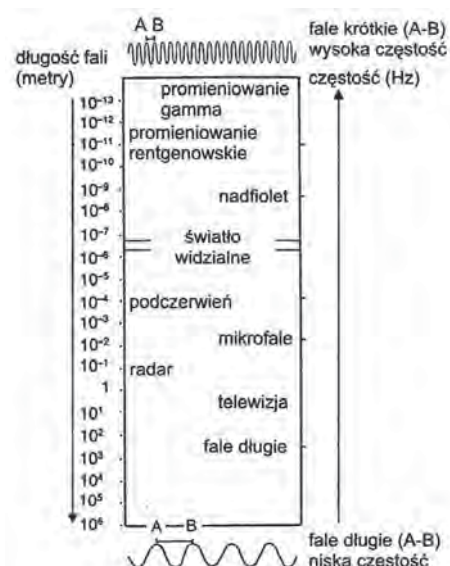 A B
fale krótkie (A-B)
wysoka częstość
długość fali
(metry)
częstość (Hz)
promieniowanie
gamma
promieniowanie
rentgenowskie
nadfiolet
światło
widzialne
podczerwień
mikrofale
radar
telewizja
fale długie
10⁻¹³
10⁻¹²
10⁻¹¹
10⁻¹⁰
10⁻⁹
10⁻⁸
10⁻⁷
10⁻⁶
10⁻⁵
10⁻⁴
10⁻³
10⁻²
10⁻¹
1
10¹
10²
10³
10⁴
10⁵
10⁶
A B
fale długie (A-B)
niska częstość